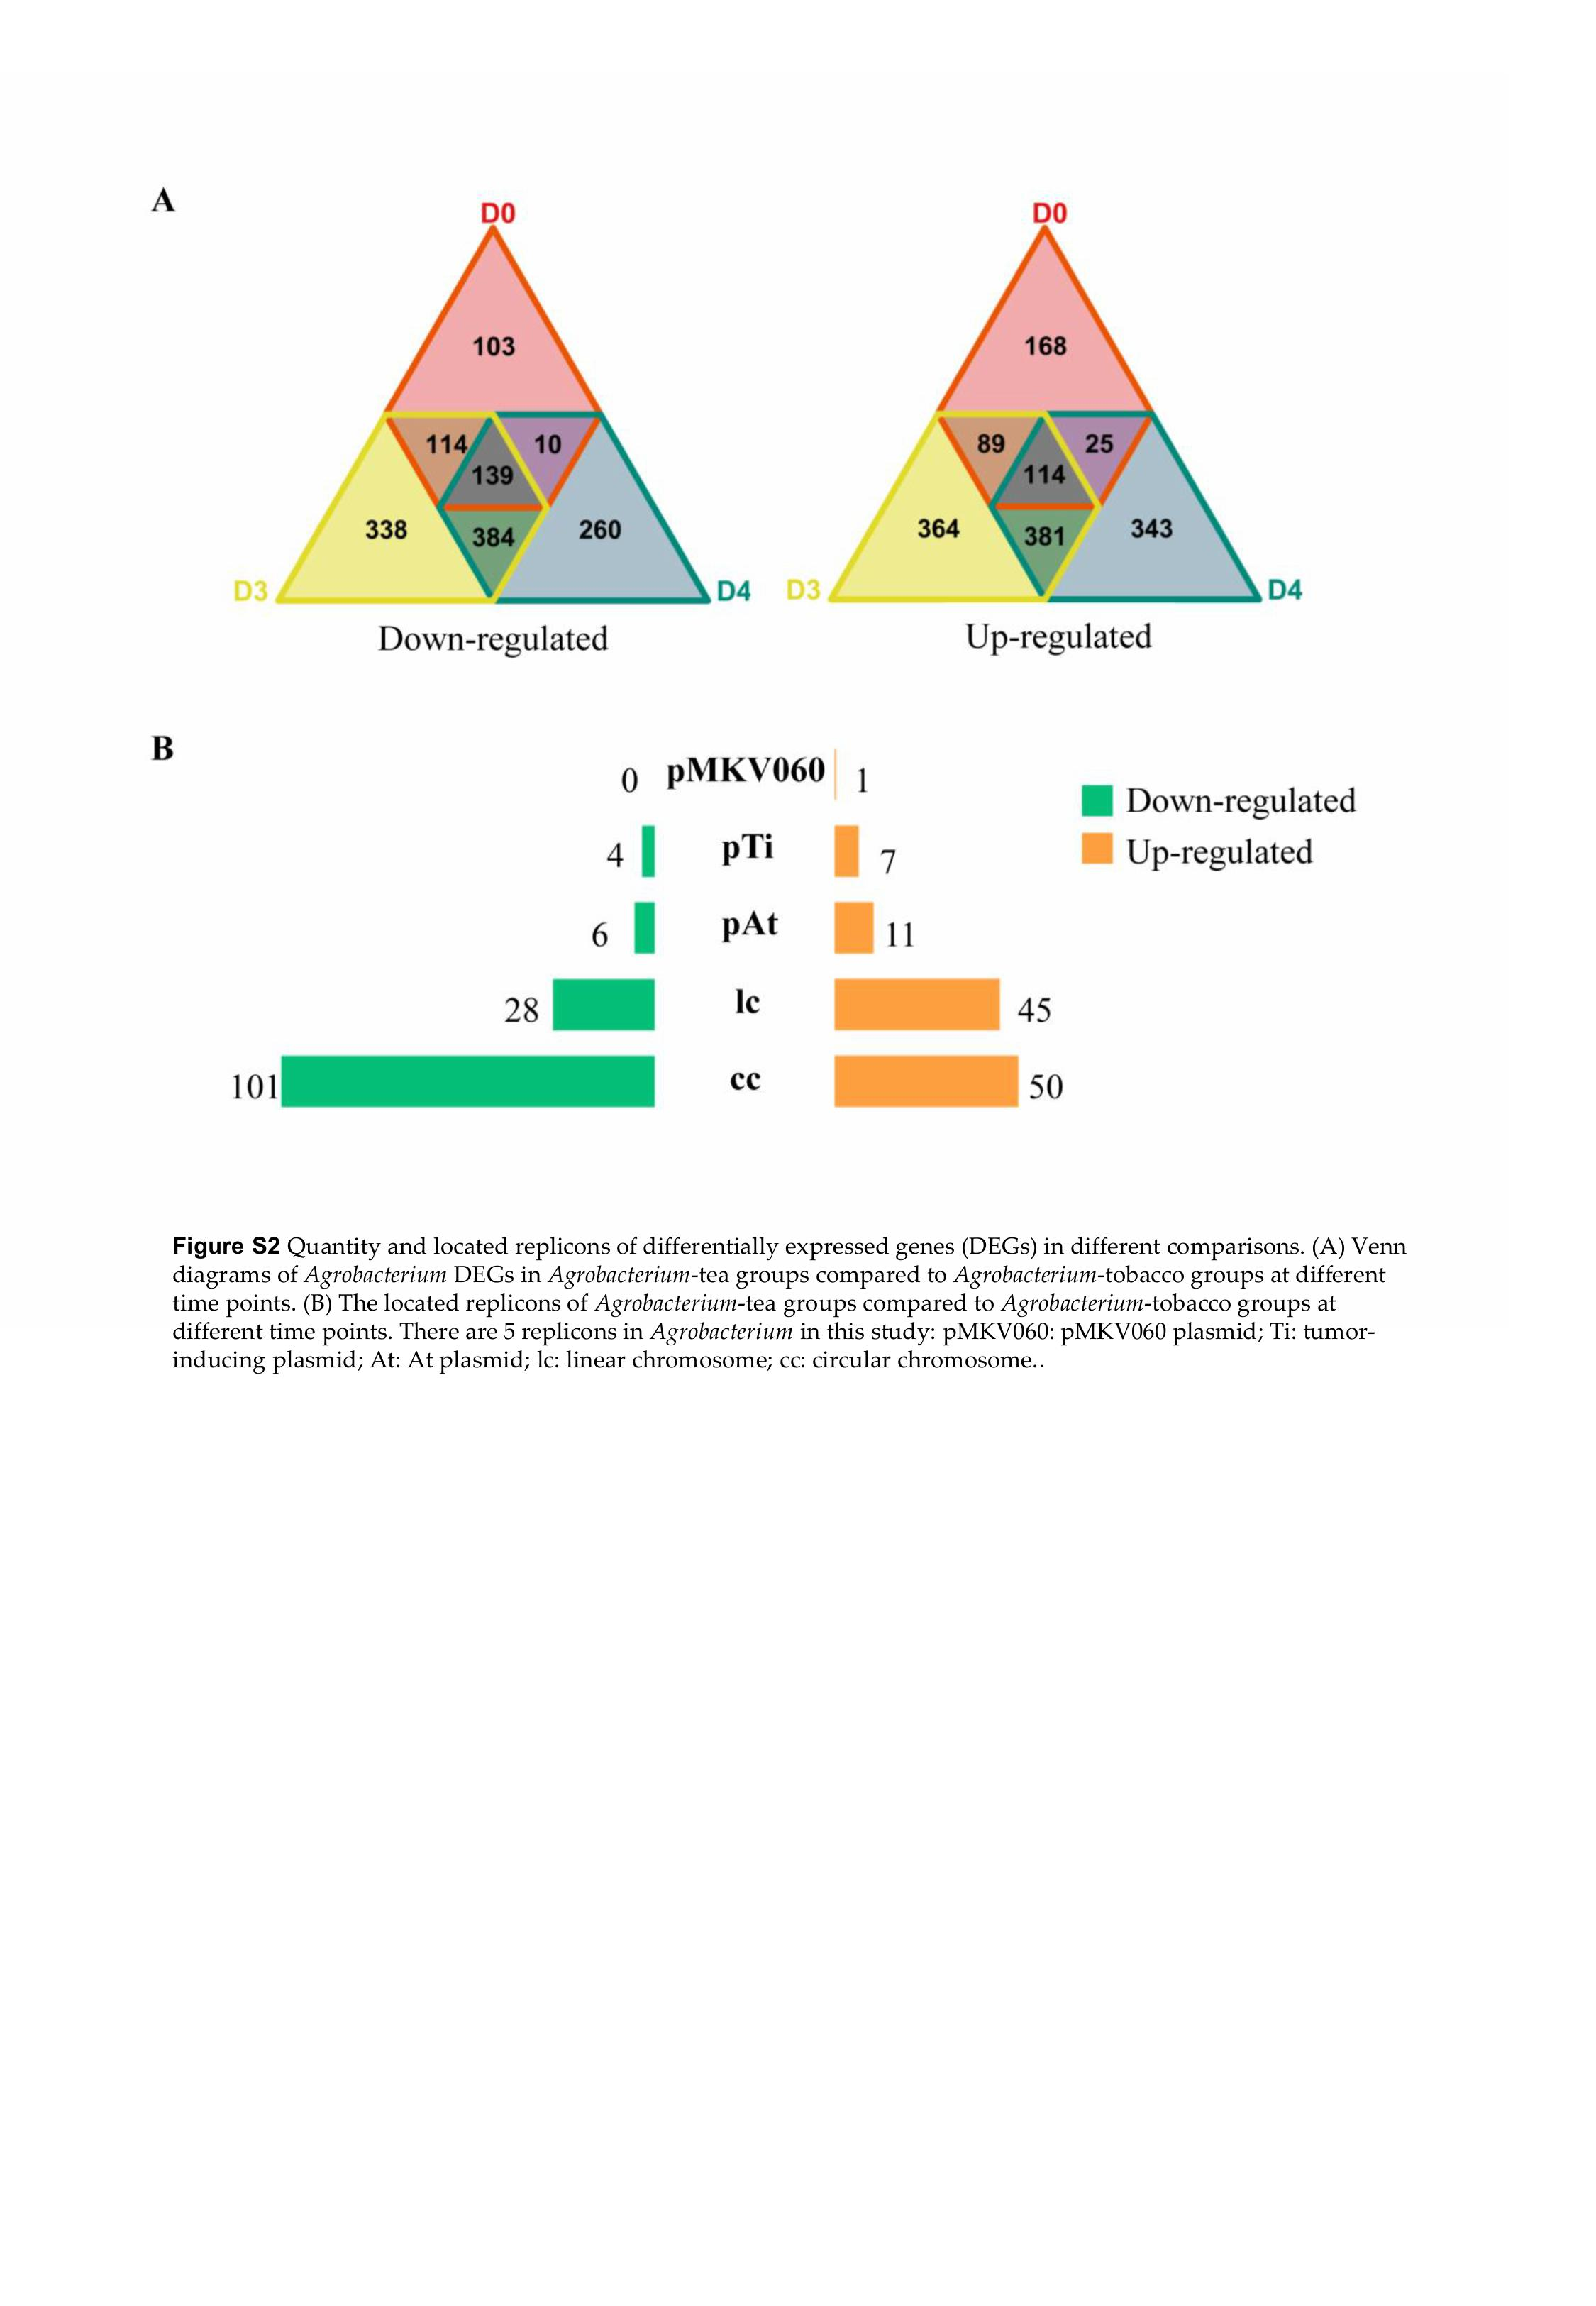 A
D0
D0
103
168
114
10
89
25
139
114
338
384
260
364
381
343
D3
D4
D3
D4
Down-regulated
Up-regulated
B
0 pMKV060 1
Down-regulated
4 pTi 7
Up-regulated
6 pAt 11
28 lc 45
101 cc 50
Figure S2 Quantity and located replicons of differentially expressed genes (DEGs) in different comparisons. (A) Venn
diagrams of Agrobacterium DEGs in Agrobacterium-tea groups compared to Agrobacterium-tobacco groups at different
time points. (B) The located replicons of Agrobacterium-tea groups compared to Agrobacterium-tobacco groups at
different time points. There are 5 replicons in Agrobacterium in this study: pMKV060: pMKV060 plasmid; Ti: tumor-
inducing plasmid; At: At plasmid; lc: linear chromosome; cc: circular chromosome..